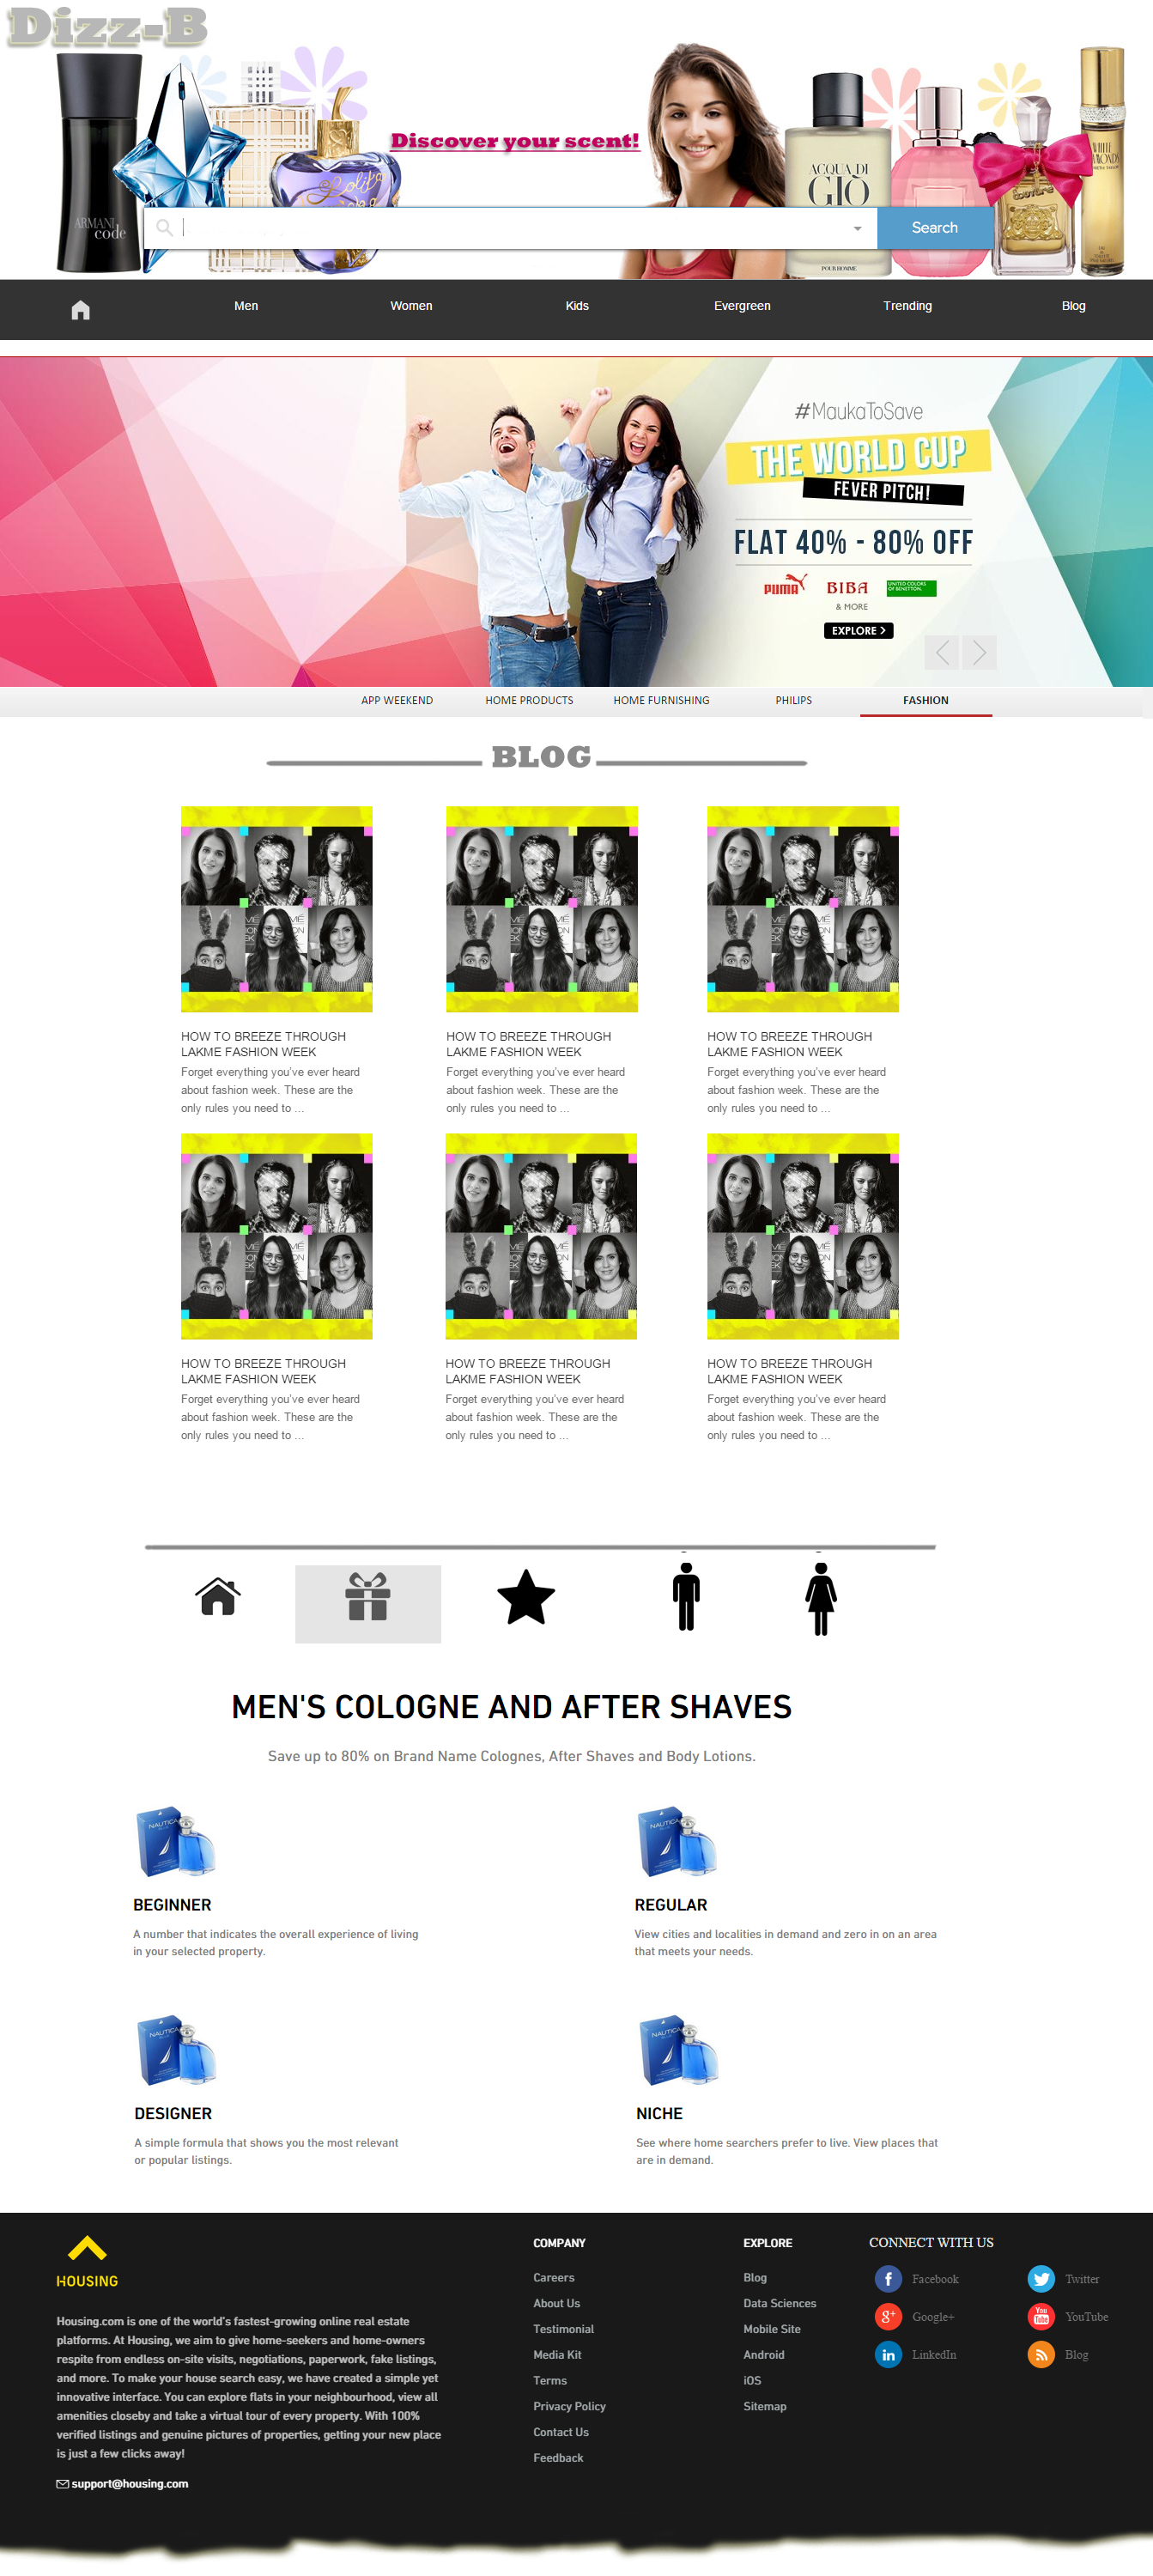 Dizz-B
Discover your scent!
ARMANI
code
Lolita
ACQUA DI
GIÒ
POUR HOMME
couture
WHITE
DIAMONDS
Search
Men Women Kids Evergreen Trending Blog
#MaukaToSave
THE WORLD CUP
FEVER PITCH!
FLAT 40% - 80% OFF
PUMA BIBA UNITED COLORS
OF BENETTON.
& MORE
EXPLORE >
APP WEEKEND HOME PRODUCTS HOME FURNISHING PHILIPS FASHION
BLOG
HOW TO BREEZE THROUGH
LAKME FASHION WEEK
Forget everything you've ever heard
about fashion week. These are the
only rules you need to ...
HOW TO BREEZE THROUGH
LAKME FASHION WEEK
Forget everything you've ever heard
about fashion week. These are the
only rules you need to ...
HOW TO BREEZE THROUGH
LAKME FASHION WEEK
Forget everything you've ever heard
about fashion week. These are the
only rules you need to ...
HOW TO BREEZE THROUGH
LAKME FASHION WEEK
Forget everything you've ever heard
about fashion week. These are the
only rules you need to ...
HOW TO BREEZE THROUGH
LAKME FASHION WEEK
Forget everything you've ever heard
about fashion week. These are the
only rules you need to ...
HOW TO BREEZE THROUGH
LAKME FASHION WEEK
Forget everything you've ever heard
about fashion week. These are the
only rules you need to ...
MEN'S COLOGNE AND AFTER SHAVES
Save up to 80% on Brand Name Colognes, After Shaves and Body Lotions.
NAUTICA
BEGINNER
A number that indicates the overall experience of living
in your selected property.
NAUTICA
REGULAR
View cities and localities in demand and zero in on an area
that meets your needs.
NAUTICA
DESIGNER
A simple formula that shows you the most relevant
or popular listings.
NAUTICA
NICHE
See where home searchers prefer to live. View places that
are in demand.
HOUSING
Housing.com is one of the world's fastest-growing online real estate
platforms. At Housing, we aim to give home-seekers and home-owners
respite from endless on-site visits, negotiations, paperwork, fake listings,
and more. To make your house search easy, we have created a simple yet
innovative interface. You can explore flats in your neighbourhood, view all
amenities closeby and take a virtual tour of every property. With 100%
verified listings and genuine pictures of properties, getting your new place
is just a few clicks away!
support@housing.com
COMPANY
Careers
About Us
Testimonial
Media Kit
Terms
Privacy Policy
Contact Us
Feedback
EXPLORE
Blog
Data Sciences
Mobile Site
Android
iOS
Sitemap
CONNECT WITH US
Facebook
Twitter
Google+
YouTube
LinkedIn
Blog